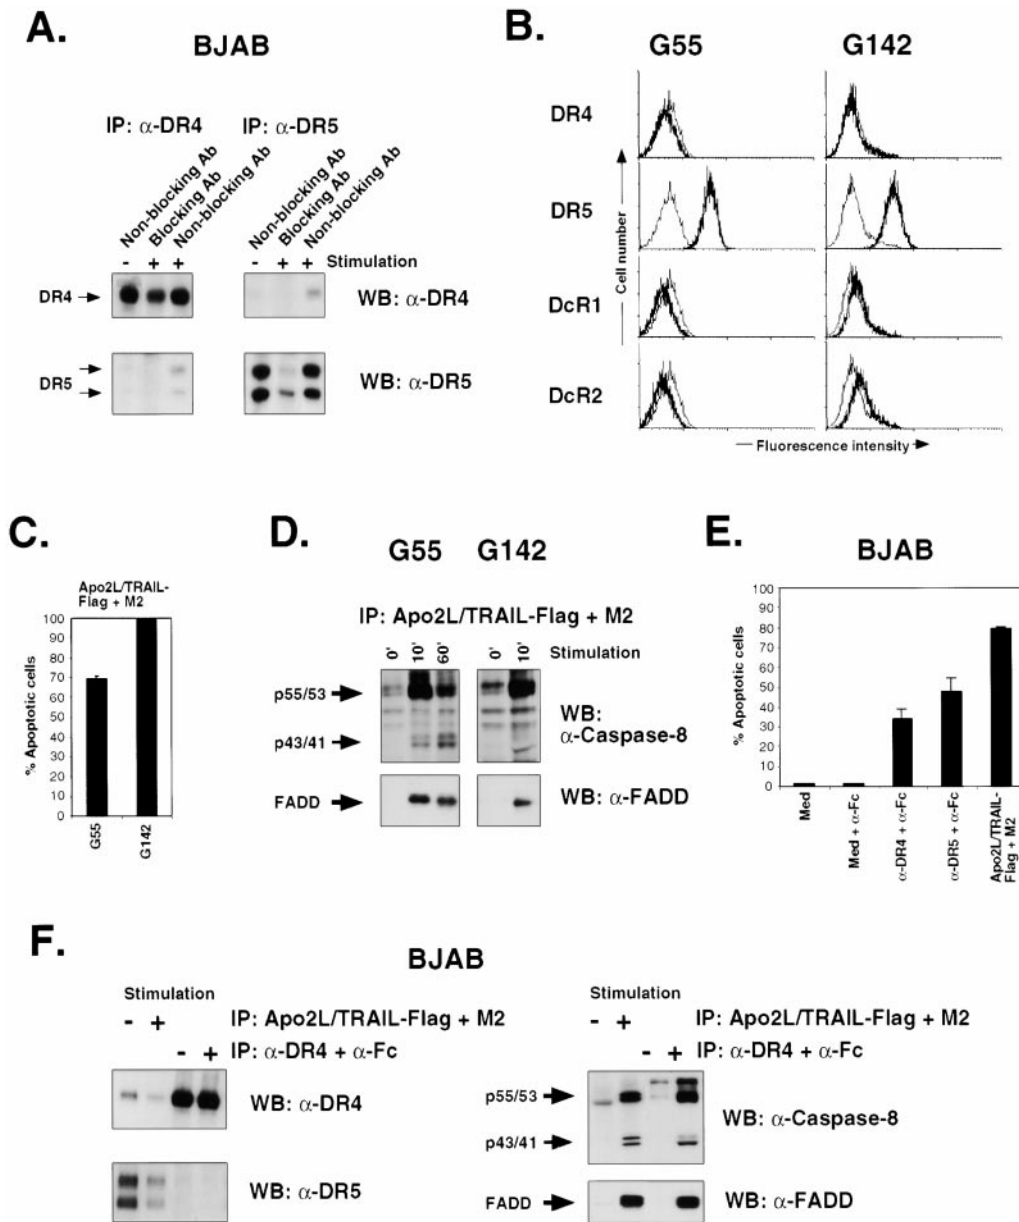 A.
BJAB
IP: α-DR4
IP: α-DR5
Non-blocking Ab
Blocking Ab
Non-blocking Ab
Non-blocking Ab
Blocking Ab
Non-blocking Ab
- + + - + + Stimulation
DR4
WB: α-DR4
DR5
WB: α-DR5
B.
G55
G142
DR4
DR5
DcR1
DcR2
Cell number
Fluorescence intensity
C.
Apo2L/TRAIL-
Flag + M2
% Apoptotic cells
100
90
80
70
60
50
40
30
20
10
0
G55
G142
D.
G55 G142
IP: Apo2L/TRAIL-Flag + M2
0' 10' 60' 0' 10' Stimulation
p55/53
p43/41
WB:
α-Caspase-8
FADD
WB: α-FADD
E.
BJAB
% Apoptotic cells
100
90
80
70
60
50
40
30
20
10
0
Med
Med + α-Fc
α-DR4 + α-Fc
α-DR5 + α-Fc
Apo2L/TRAIL-
Flag + M2
F.
BJAB
Stimulation
- + IP: Apo2L/TRAIL-Flag + M2
- + IP: α-DR4 + α-Fc
WB: α-DR4
WB: α-DR5
Stimulation
- + IP: Apo2L/TRAIL-Flag + M2
- + IP: α-DR4 + α-Fc
p55/53
p43/41
WB: α-Caspase-8
FADD
WB: α-FADD